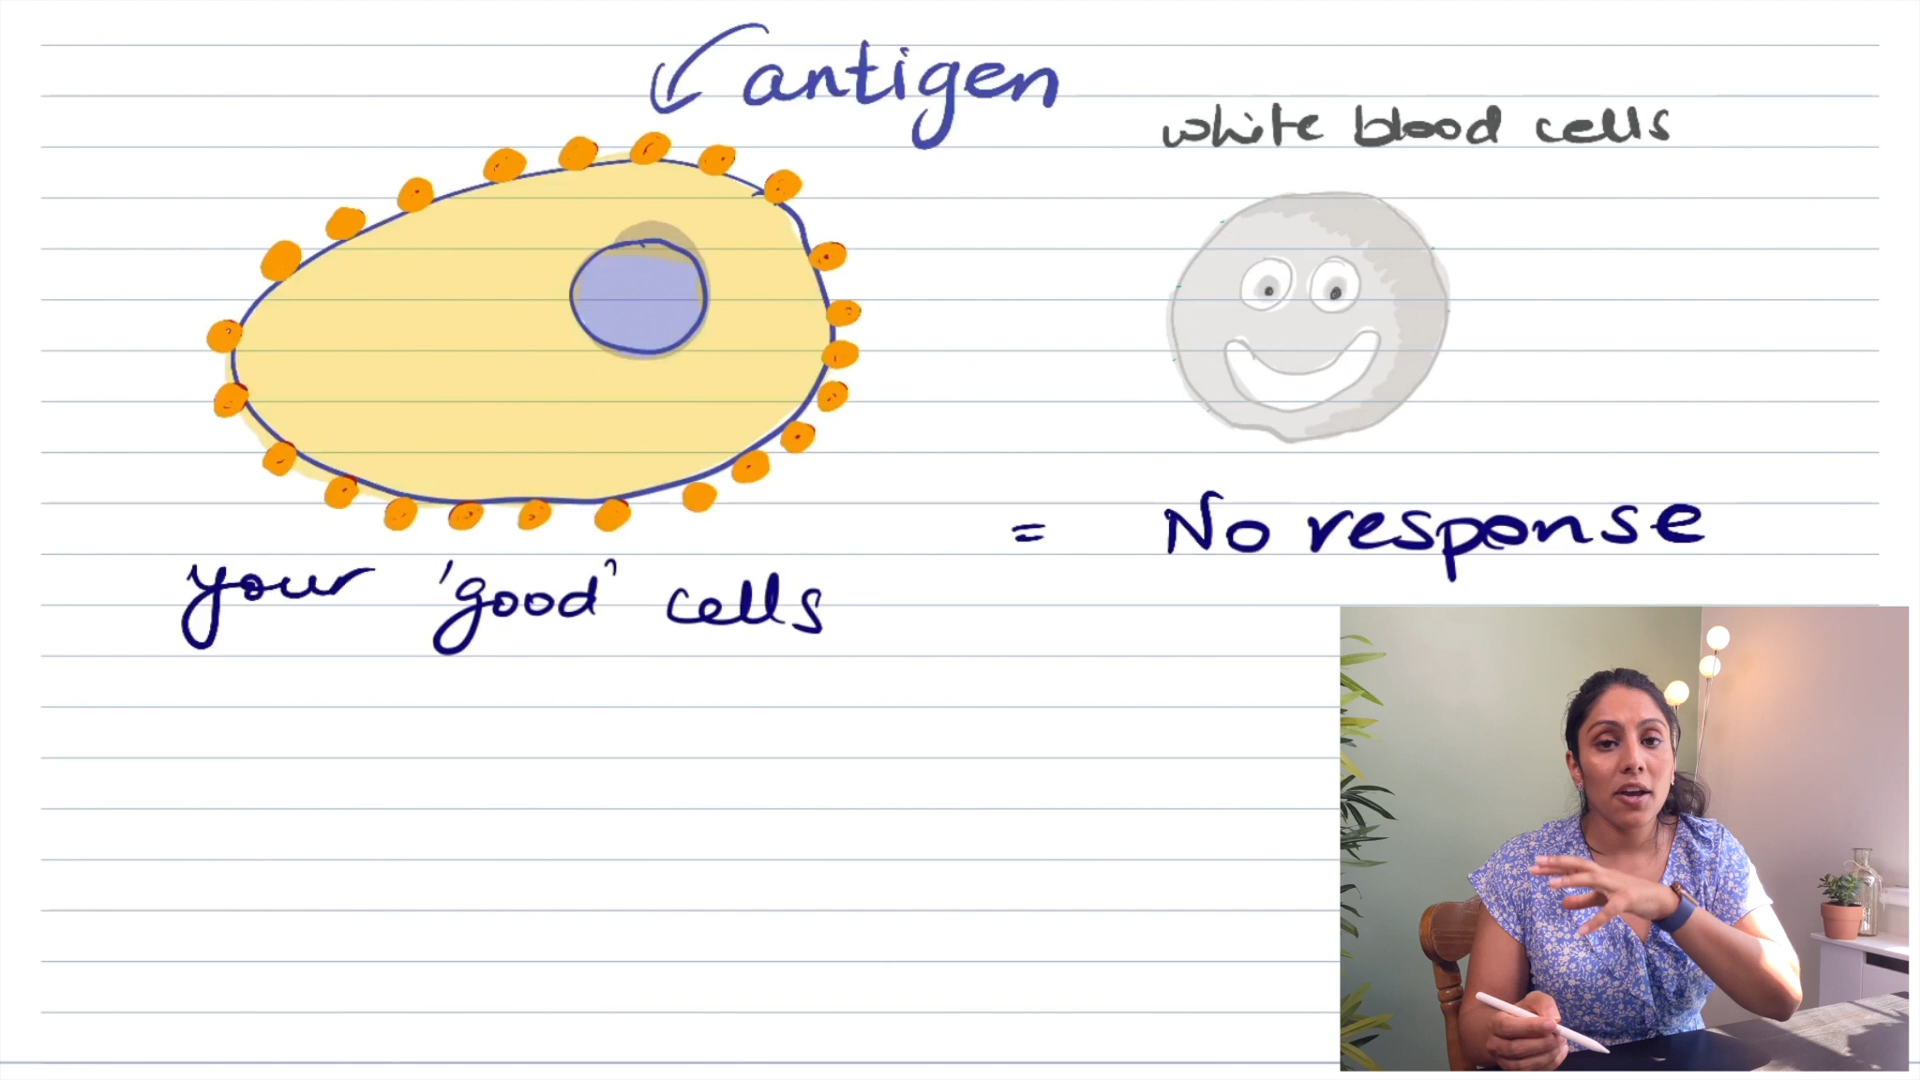 antigen
white blood cells
= No response
your 'good' cells